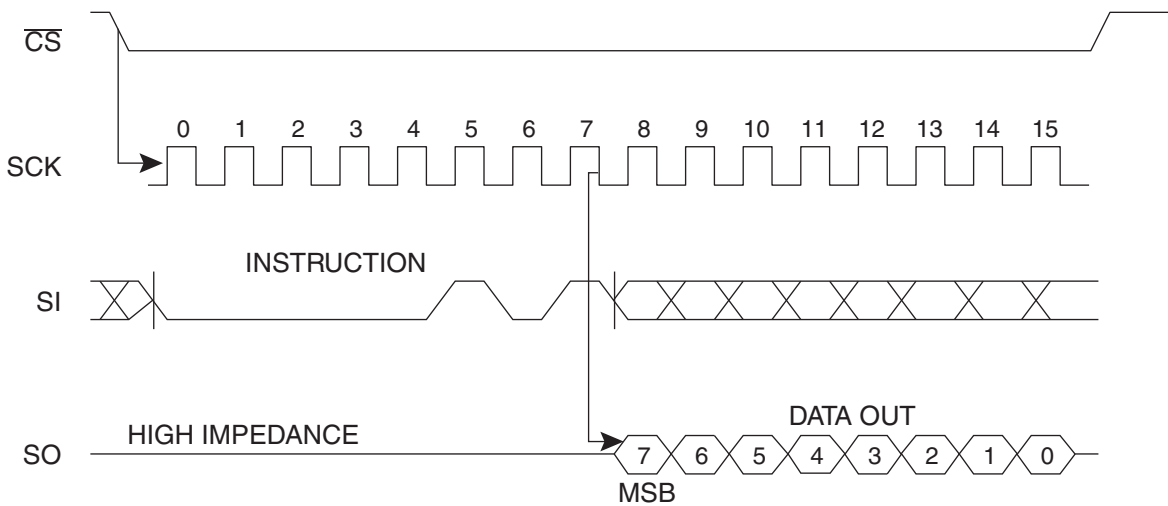 CS
0 1 2 3 4 5 6 7 8 9 10 11 12 13 14 15
SCK
INSTRUCTION
SI
DATA OUT
HIGH IMPEDANCE
SO
7 6 5 4 3 2 1 0
MSB